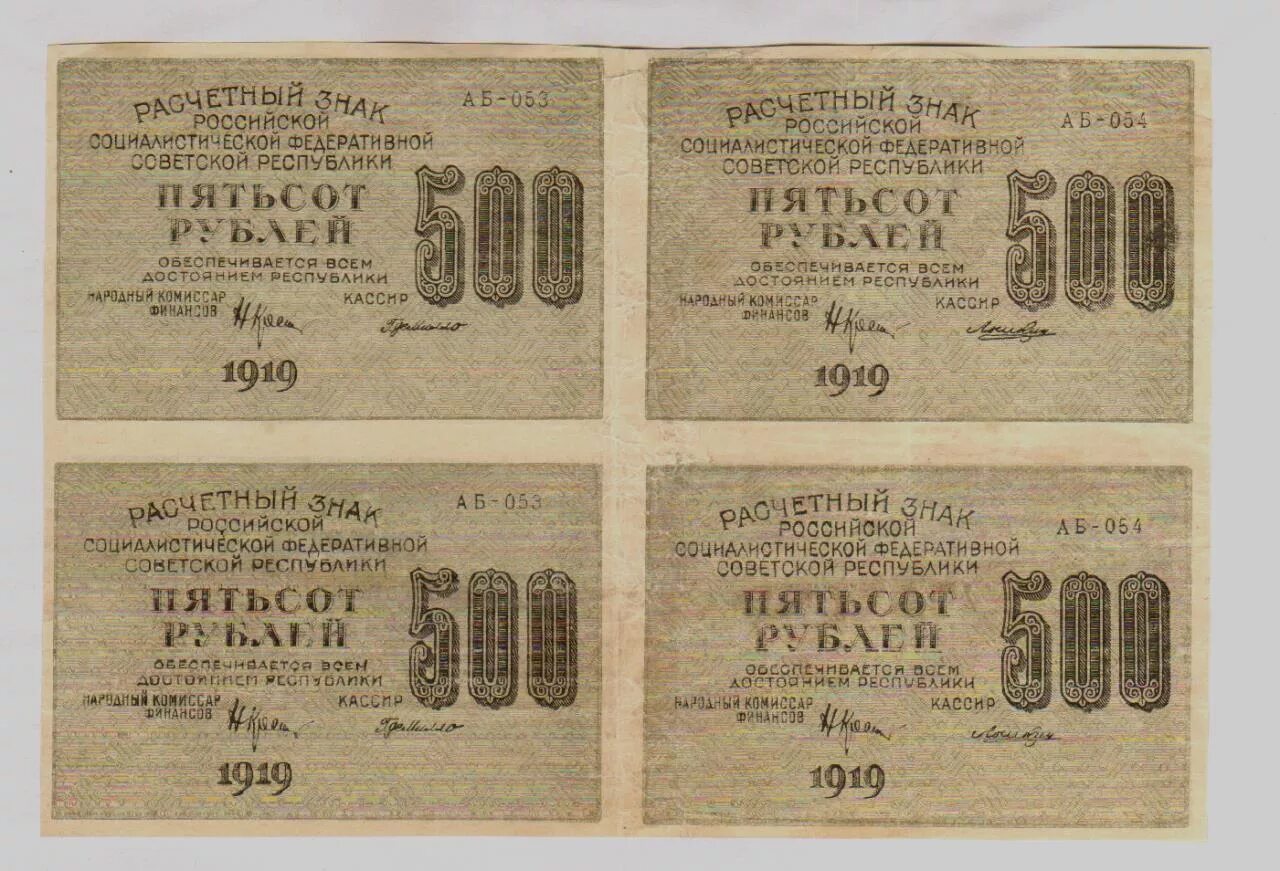 РАСЧЕТНЫЙ ЗНАК
АБ-053
РОССИЙСКОЙ
СОЦИАЛИСТИЧЕСКОЙ ФЕДЕРАТИВНОЙ
СОВЕТСКОЙ РЕСПУБЛИКИ
ПЯТЬСОТ
РУБЛЕЙ
500
ОБЕСПЕЧИВАЕТСЯ ВСЕМ
ДОСТОЯНИЕМ РЕСПУБЛИКИ
НАРОДНЫЙ КОМИССАР
ФИНАНСОВ
КАССИР
1919
РАСЧЕТНЫЙ ЗНАК
АБ-054
РОССИЙСКОЙ
СОЦИАЛИСТИЧЕСКОЙ ФЕДЕРАТИВНОЙ
СОВЕТСКОЙ РЕСПУБЛИКИ
ПЯТЬСОТ
РУБЛЕЙ
500
ОБЕСПЕЧИВАЕТСЯ ВСЕМ
ДОСТОЯНИЕМ РЕСПУБЛИКИ
НАРОДНЫЙ КОМИССАР
ФИНАНСОВ
КАССИР
1919
РАСЧЕТНЫЙ ЗНАК
АБ-053
РОССИЙСКОЙ
СОЦИАЛИСТИЧЕСКОЙ ФЕДЕРАТИВНОЙ
СОВЕТСКОЙ РЕСПУБЛИКИ
ПЯТЬСОТ
РУБЛЕЙ
500
ОБЕСПЕЧИВАЕТСЯ ВСЕМ
ДОСТОЯНИЕМ РЕСПУБЛИКИ
НАРОДНЫЙ КОМИССАР
ФИНАНСОВ
КАССИР
1919
РАСЧЕТНЫЙ ЗНАК
АБ-054
РОССИЙСКОЙ
СОЦИАЛИСТИЧЕСКОЙ ФЕДЕРАТИВНОЙ
СОВЕТСКОЙ РЕСПУБЛИКИ
ПЯТЬСОТ
РУБЛЕЙ
500
ОБЕСПЕЧИВАЕТСЯ ВСЕМ
ДОСТОЯНИЕМ РЕСПУБЛИКИ
НАРОДНЫЙ КОМИССАР
ФИНАНСОВ
КАССИР
1919